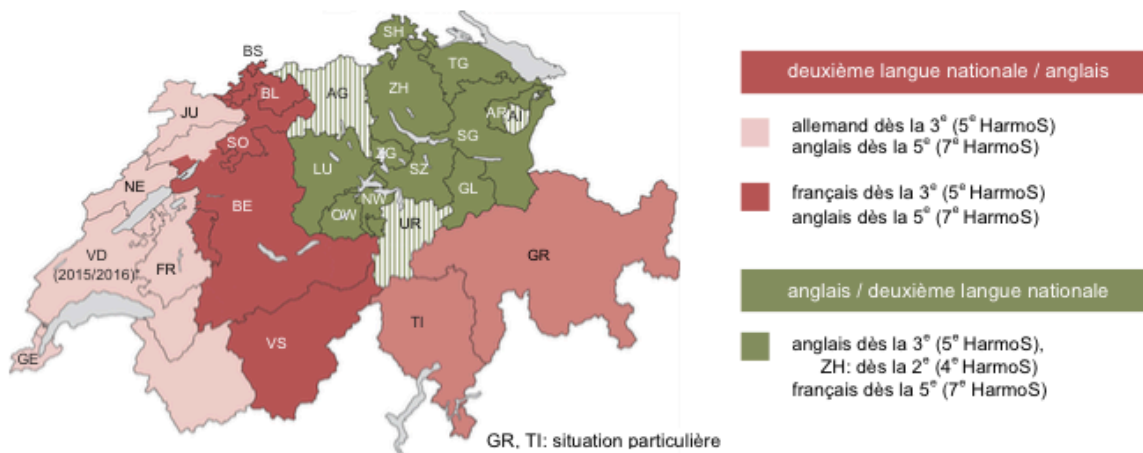 SH
BS
TG
BL
AG
ZH
JU
AR
AI
SO
SG
ZG
LU
SZ
NE
GL
NW
BE
OW
UR
VD
(2015/2016)*
FR
GR
TI
VS
GE
GR, TI: situation particulière
deuxième langue nationale / anglais
allemand dès la 3e (5e HarmoS)
anglais dès la 5e (7e HarmoS)
français dès la 3e (5e HarmoS)
anglais dès la 5e (7e HarmoS)
anglais / deuxième langue nationale
anglais dès la 3e (5e HarmoS),
ZH: dès la 2e (4e HarmoS)
français dès la 5e (7e HarmoS)